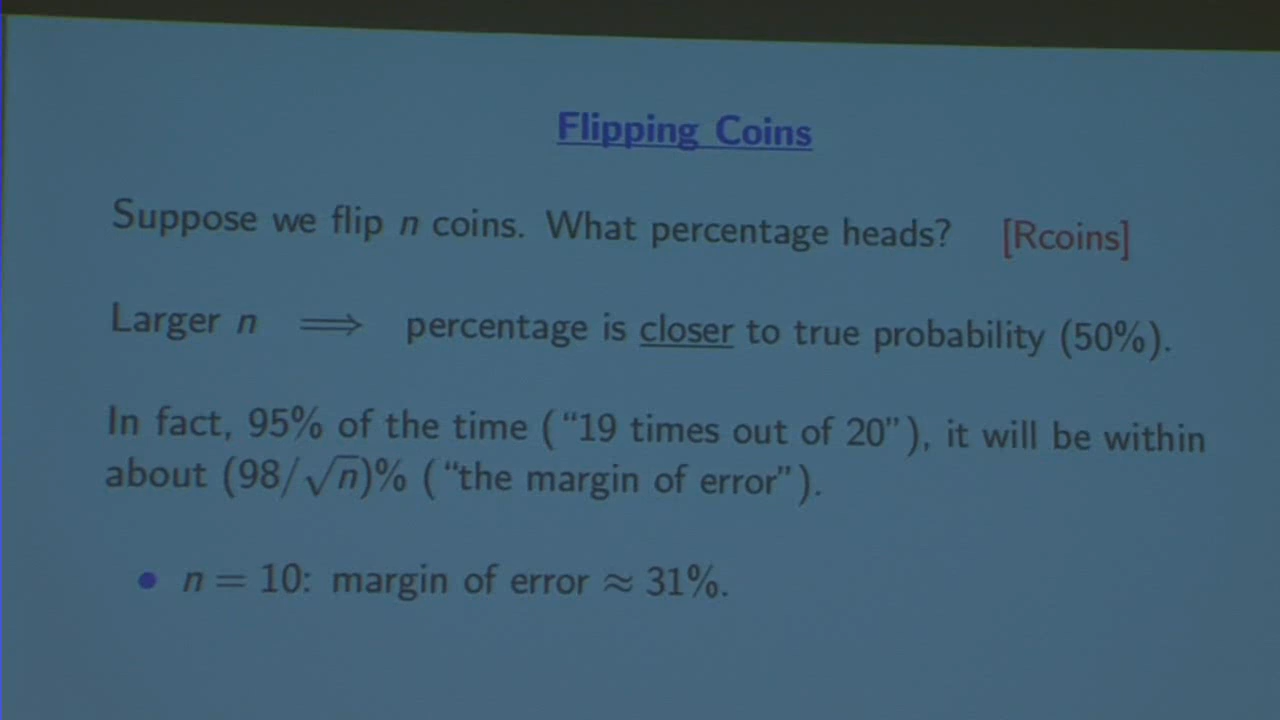 Flipping Coins
Suppose we flip n coins. What percentage heads? [Rcoins]
Larger n ⟹ percentage is closer to true probability (50%).
In fact, 95% of the time (“19 times out of 20”), it will be within
about (98/√n)% (“the margin of error”).
• n = 10: margin of error ≈ 31%.